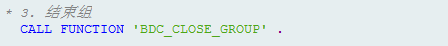 * 3. 结束组
CALL FUNCTION 'BDC_CLOSE_GROUP' .